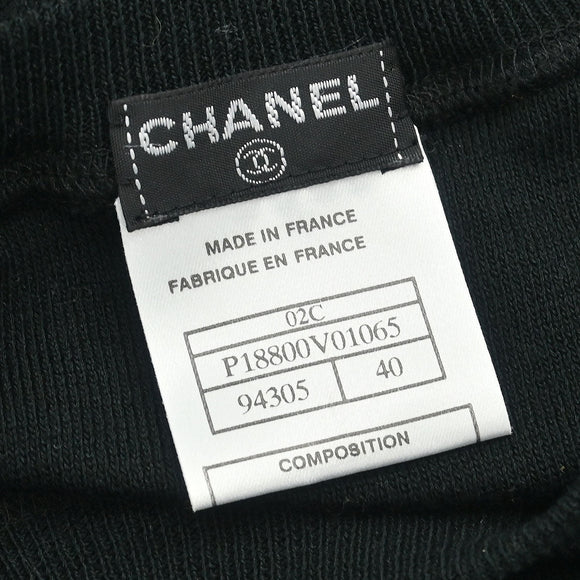 CHANEL
MADE IN FRANCE
FABRIQUE EN FRANCE
02C
P18800V01065
94305 40
COMPOSITION